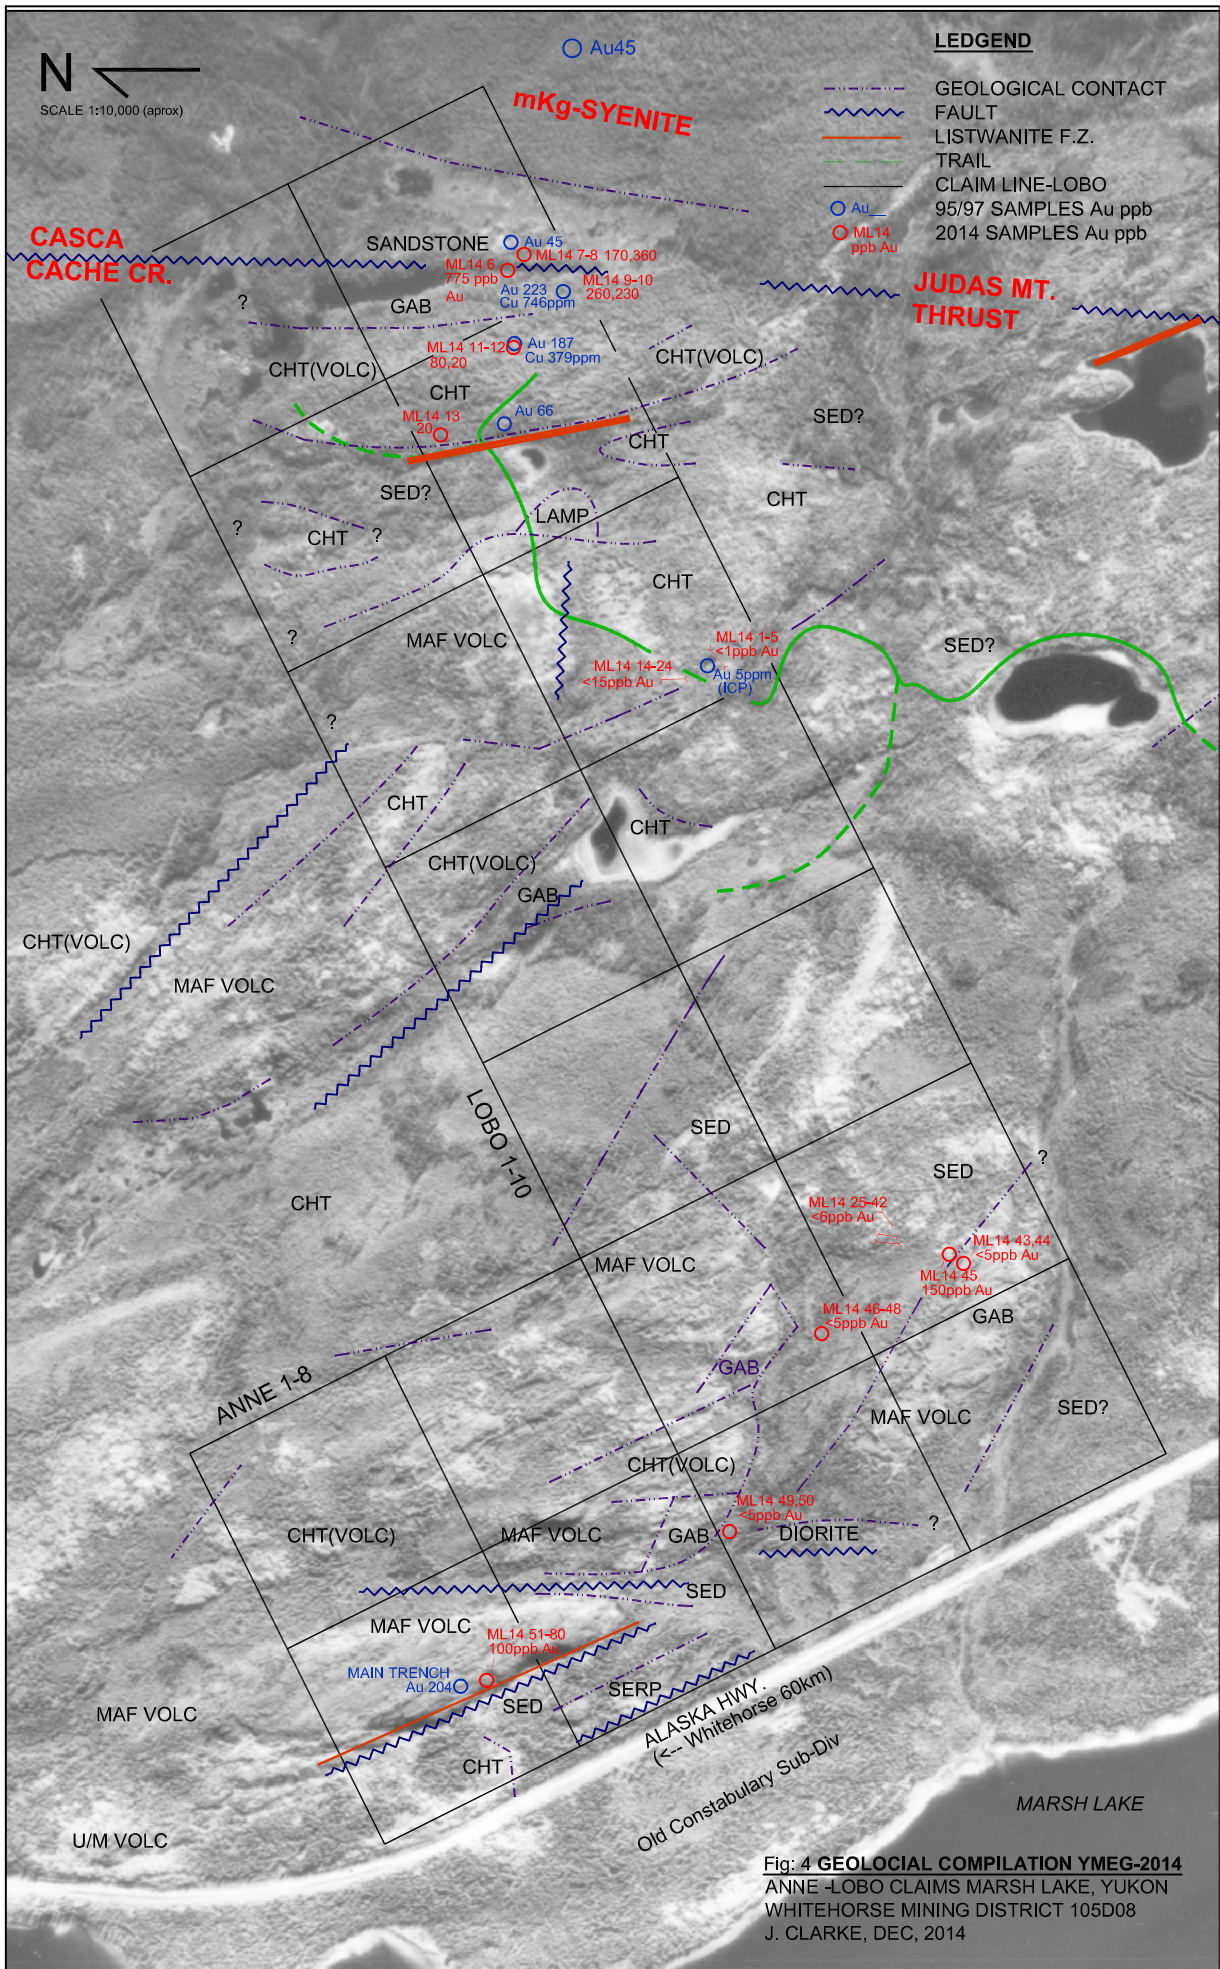 Au45
LEDGEND
N
SCALE 1:10,000 (aprox)
mKg-SYENITE
GEOLOGICAL CONTACT
FAULT
LISTWANITE F.Z.
TRAIL
CLAIM LINE-LOBO
Au__ 95/97 SAMPLES Au ppb
ML14 ppb Au 2014 SAMPLES Au ppb
CASCA
CACHE CR.
SANDSTONE
Au 45
ML14 7-8 170,360
ML14 6
775 ppb
Au
ML14 9-10
260,230
Au 223
Cu 746ppm
JUDAS MT.
THRUST
?
GAB
ML14 11-12
80,20
Au 187
Cu 379ppm
CHT(VOLC)
CHT(VOLC)
CHT
ML14 13
20
Au 66
SED?
CHT
SED?
CHT
LAMP
?
CHT
?
CHT
?
MAF VOLC
ML14 1-5
<1ppb Au
SED?
ML14 14-24
<15ppb Au
Au 5ppm
(ICP)
?
CHT
CHT
CHT(VOLC)
GAB
CHT(VOLC)
MAF VOLC
LOBO 1-10
SED
SED
?
CHT
ML14 25-42
<6ppb Au
ML14 43,44
<5ppb Au
MAF VOLC
ML14 45
150ppb Au
ML14 46-48
<5ppb Au
GAB
GAB
ANNE 1-8
MAF VOLC
SED?
CHT(VOLC)
ML14 49,50
<5ppb Au
CHT(VOLC)
MAF VOLC
GAB
DIORITE
?
SED
MAF VOLC
ML14 51-80
100ppb Au
MAIN TRENCH
Au 204
SED
SERP
MAF VOLC
ALASKA HWY.
(<-- Whitehorse 60km)
CHT
Old Constabulary Sub-Div
MARSH LAKE
U/M VOLC
Fig: 4 GEOLOCIAL COMPILATION YMEG-2014
ANNE -LOBO CLAIMS MARSH LAKE, YUKON
WHITEHORSE MINING DISTRICT 105D08
J. CLARKE, DEC, 2014